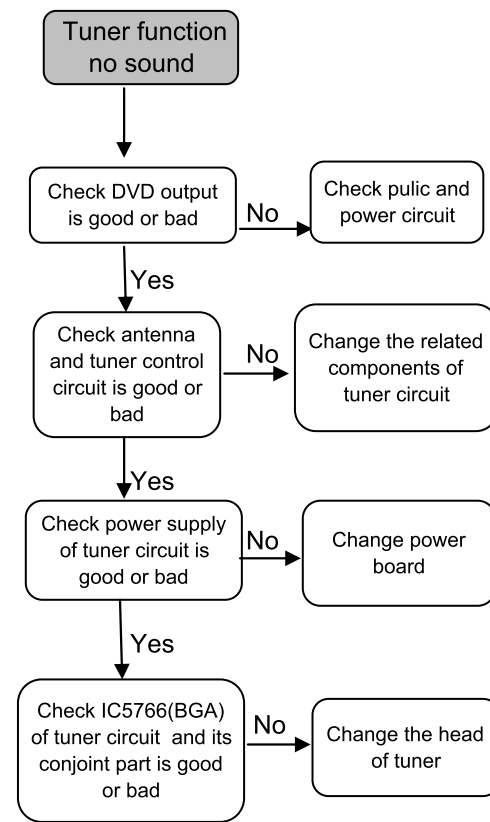 Tuner function
no sound
Check DVD output
is good or bad
No
Check pulic and
power circuit
Yes
Check antenna
and tuner control
circuit is good or
bad
No
Change the related
components of
tuner circuit
Yes
Check power supply
of tuner circuit is
good or bad
No
Change power
board
Yes
Check IC5766(BGA)
of tuner circuit and its
conjoint part is good
or bad
No
Change the head
of tuner